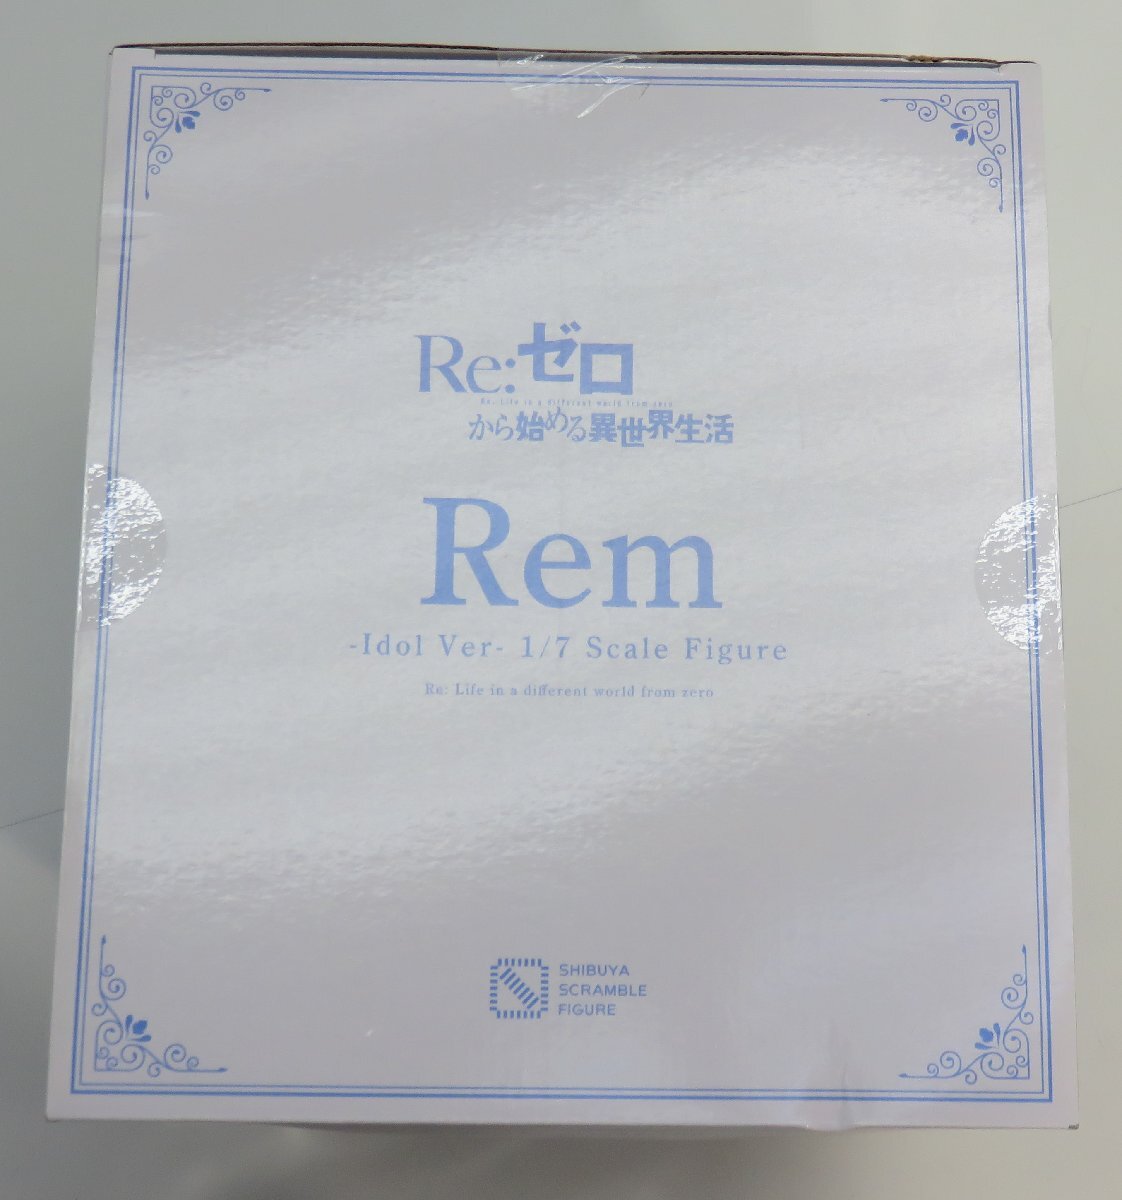 Re:ゼロ
Re: Life in a different world from zero
から始める異世界生活
Rem
-Idol Ver- 1/7 Scale Figure
Re: Life in a different world from zero
SHIBUYA
SCRAMBLE
FIGURE